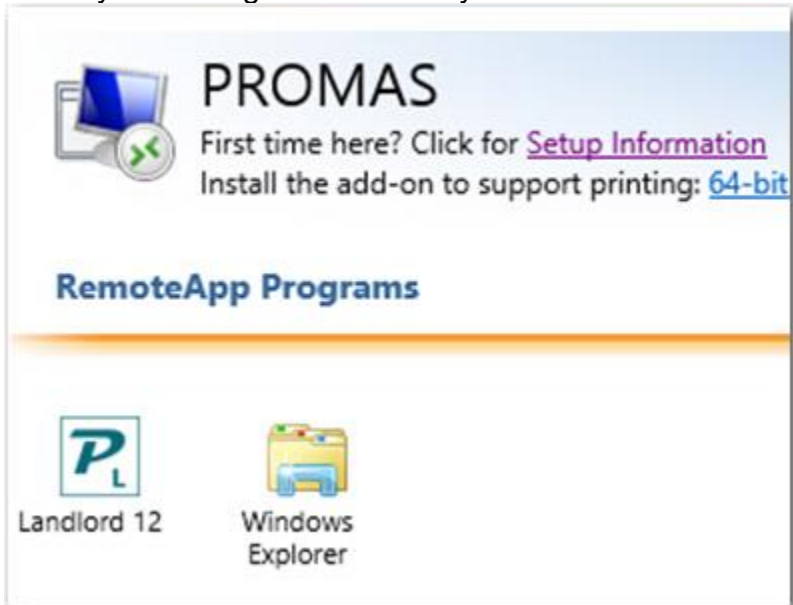 PROMAS
First time here? Click for Setup Information
Install the add-on to support printing: 64-bit
RemoteApp Programs
PL
Landlord 12
Windows
Explorer